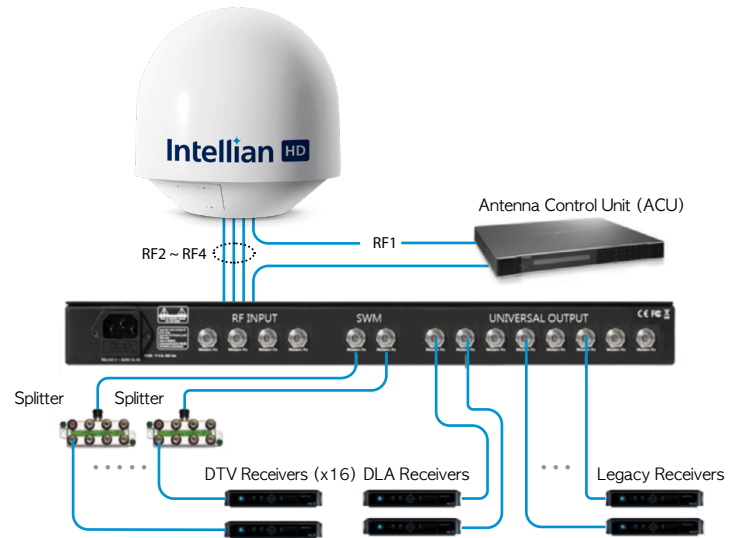 Intellian HD
Antenna Control Unit (ACU)
RF1
RF2 ~ RF4
RF INPUT
SWM
UNIVERSAL OUTPUT
Splitter
Splitter
DTV Receivers (x16)
DLA Receivers
Legacy Receivers